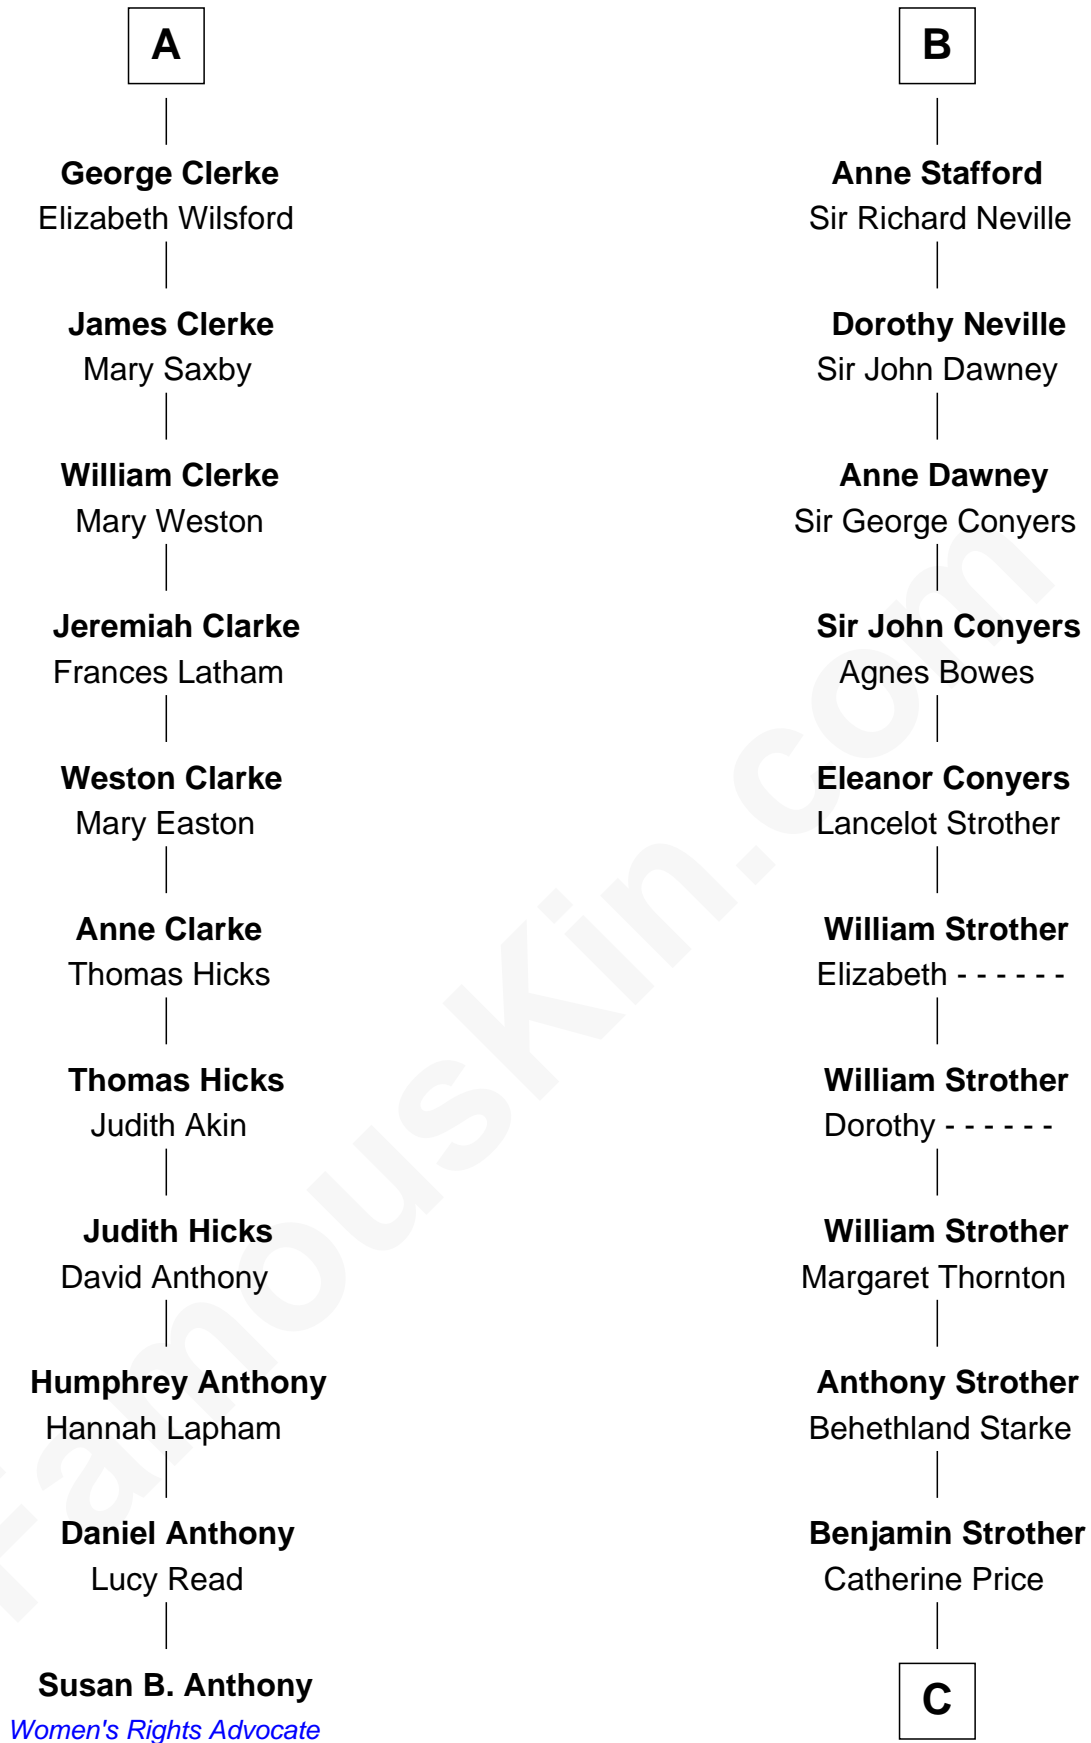 A
George Clerke
Elizabeth Wilsford
James Clerke
Mary Saxby
William Clerke
Mary Weston
Jeremiah Clarke
Frances Latham
Weston Clarke
Mary Easton
Anne Clarke
Thomas Hicks
Thomas Hicks
Judith Akin
Judith Hicks
David Anthony
Humphrey Anthony
Hannah Lapham
Daniel Anthony
Lucy Read
Susan B. Anthony
Women's Rights Advocate
B
Anne Stafford
Sir Richard Neville
Dorothy Neville
Sir John Dawney
Anne Dawney
Sir George Conyers
Sir John Conyers
Agnes Bowes
Eleanor Conyers
Lancelot Strother
William Strother
Elizabeth - - - - - -
William Strother
Dorothy - - - - - -
William Strother
Margaret Thornton
Anthony Strother
Behethland Starke
Benjamin Strother
Catherine Price
C
FamousKin.com